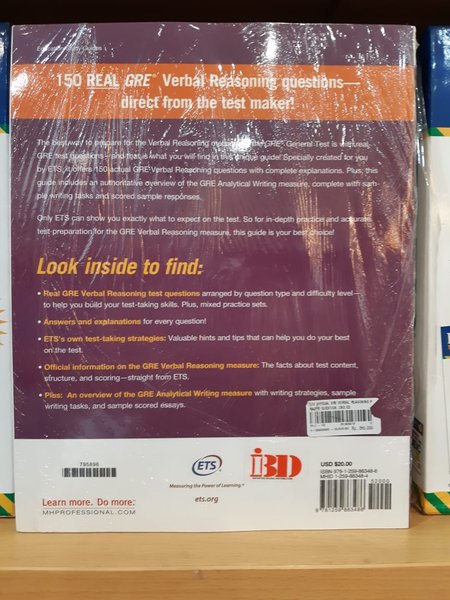 Education/Study Guides
150 REAL GRE® Verbal Reasoning questions—
direct from the test maker!
The best way to prepare for the Verbal Reasoning measure of the GRE® General Test is with real
GRE test questions—and that is what you will find in this unique guide! Specially created for you
by ETS, it offers 150 actual GRE Verbal Reasoning questions with complete explanations. Plus, this
guide includes an authoritative overview of the GRE Analytical Writing measure, complete with sam-
ple writing tasks and scored sample responses.
Only ETS can show you exactly what to expect on the test. So for in-depth practice and accurate
test preparation for the GRE Verbal Reasoning measure, this guide is your best choice!
Look inside to find:
• Real GRE Verbal Reasoning test questions arranged by question type and difficulty level—
to help you build your test-taking skills. Plus, mixed practice sets.
• Answers and explanations for every question!
• ETS's own test-taking strategies: Valuable hints and tips that can help you do your best
on the test.
• Official information on the GRE Verbal Reasoning measure: The facts about test content,
structure, and scoring—straight from ETS.
• Plus: An overview of the GRE Analytical Writing measure with writing strategies, sample
writing tasks, and sample scored essays.
795896
ETS
Measuring the Power of Learning.®
ets.org
iBD
USD $20.00
ISBN 978-1-259-86348-6
MHID 1-259-86348-4
52000
9 781259 863486
Learn more. Do more.
MHPROFESSIONAL.COM